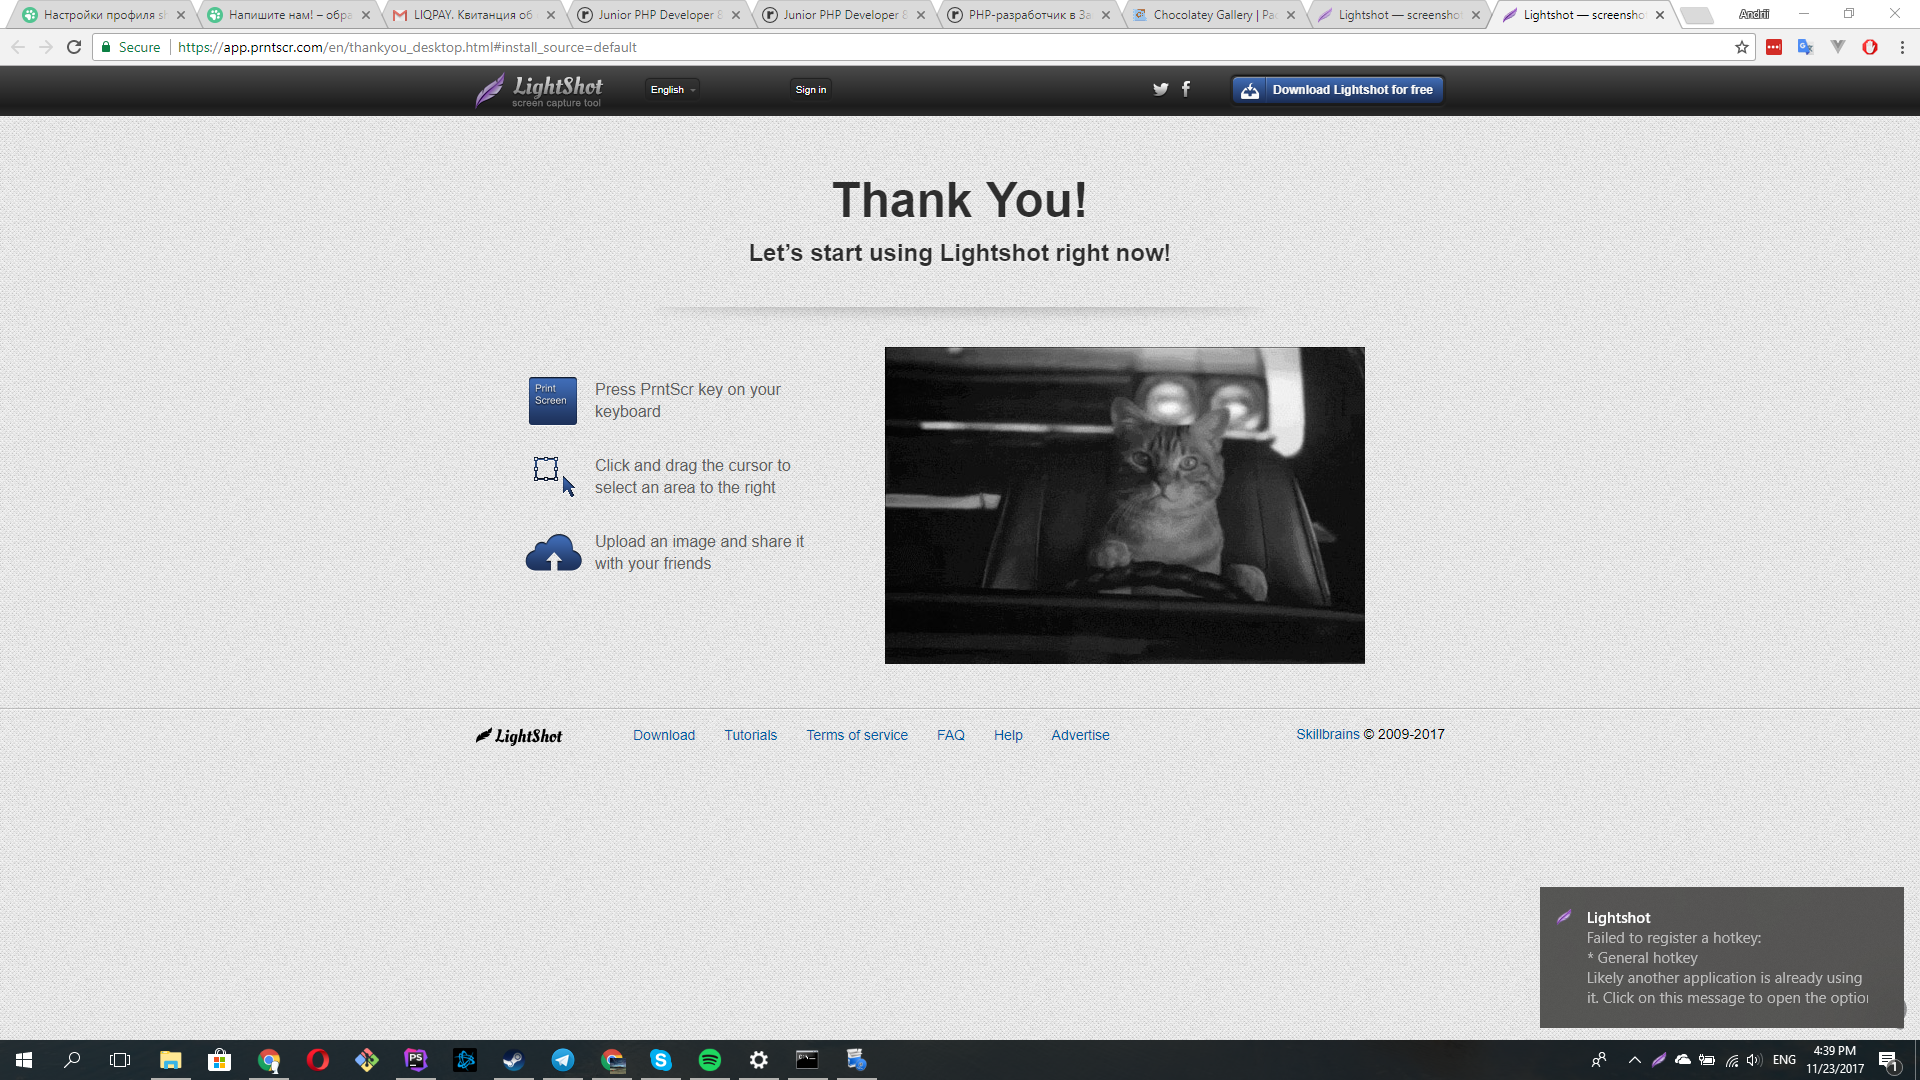 Настройки профиля sh
Напишите нам! – обра
LIQPAY. Квитанция об
Junior PHP Developer в
Junior PHP Developer в
PHP-разработчик в За
Chocolatey Gallery | Pac
Lightshot — screensho
Lightshot — screensho
Andrii
Secure
https://app.prntscr.com/en/thankyou_desktop.html#install_source=default
LightShot
screen capture tool
English
Sign in
Download Lightshot for free
Thank You!
Let’s start using Lightshot right now!
Print
Screen
Press PrntScr key on your
keyboard
Click and drag the cursor to
select an area to the right
Upload an image and share it
with your friends
LightShot
Download
Tutorials
Terms of service
FAQ
Help
Advertise
Skillbrains © 2009-2017
Lightshot
Failed to register a hotkey:
* General hotkey
Likely another application is already using
it. Click on this message to open the option
PS
ENG
4:39 PM
11/23/2017
1